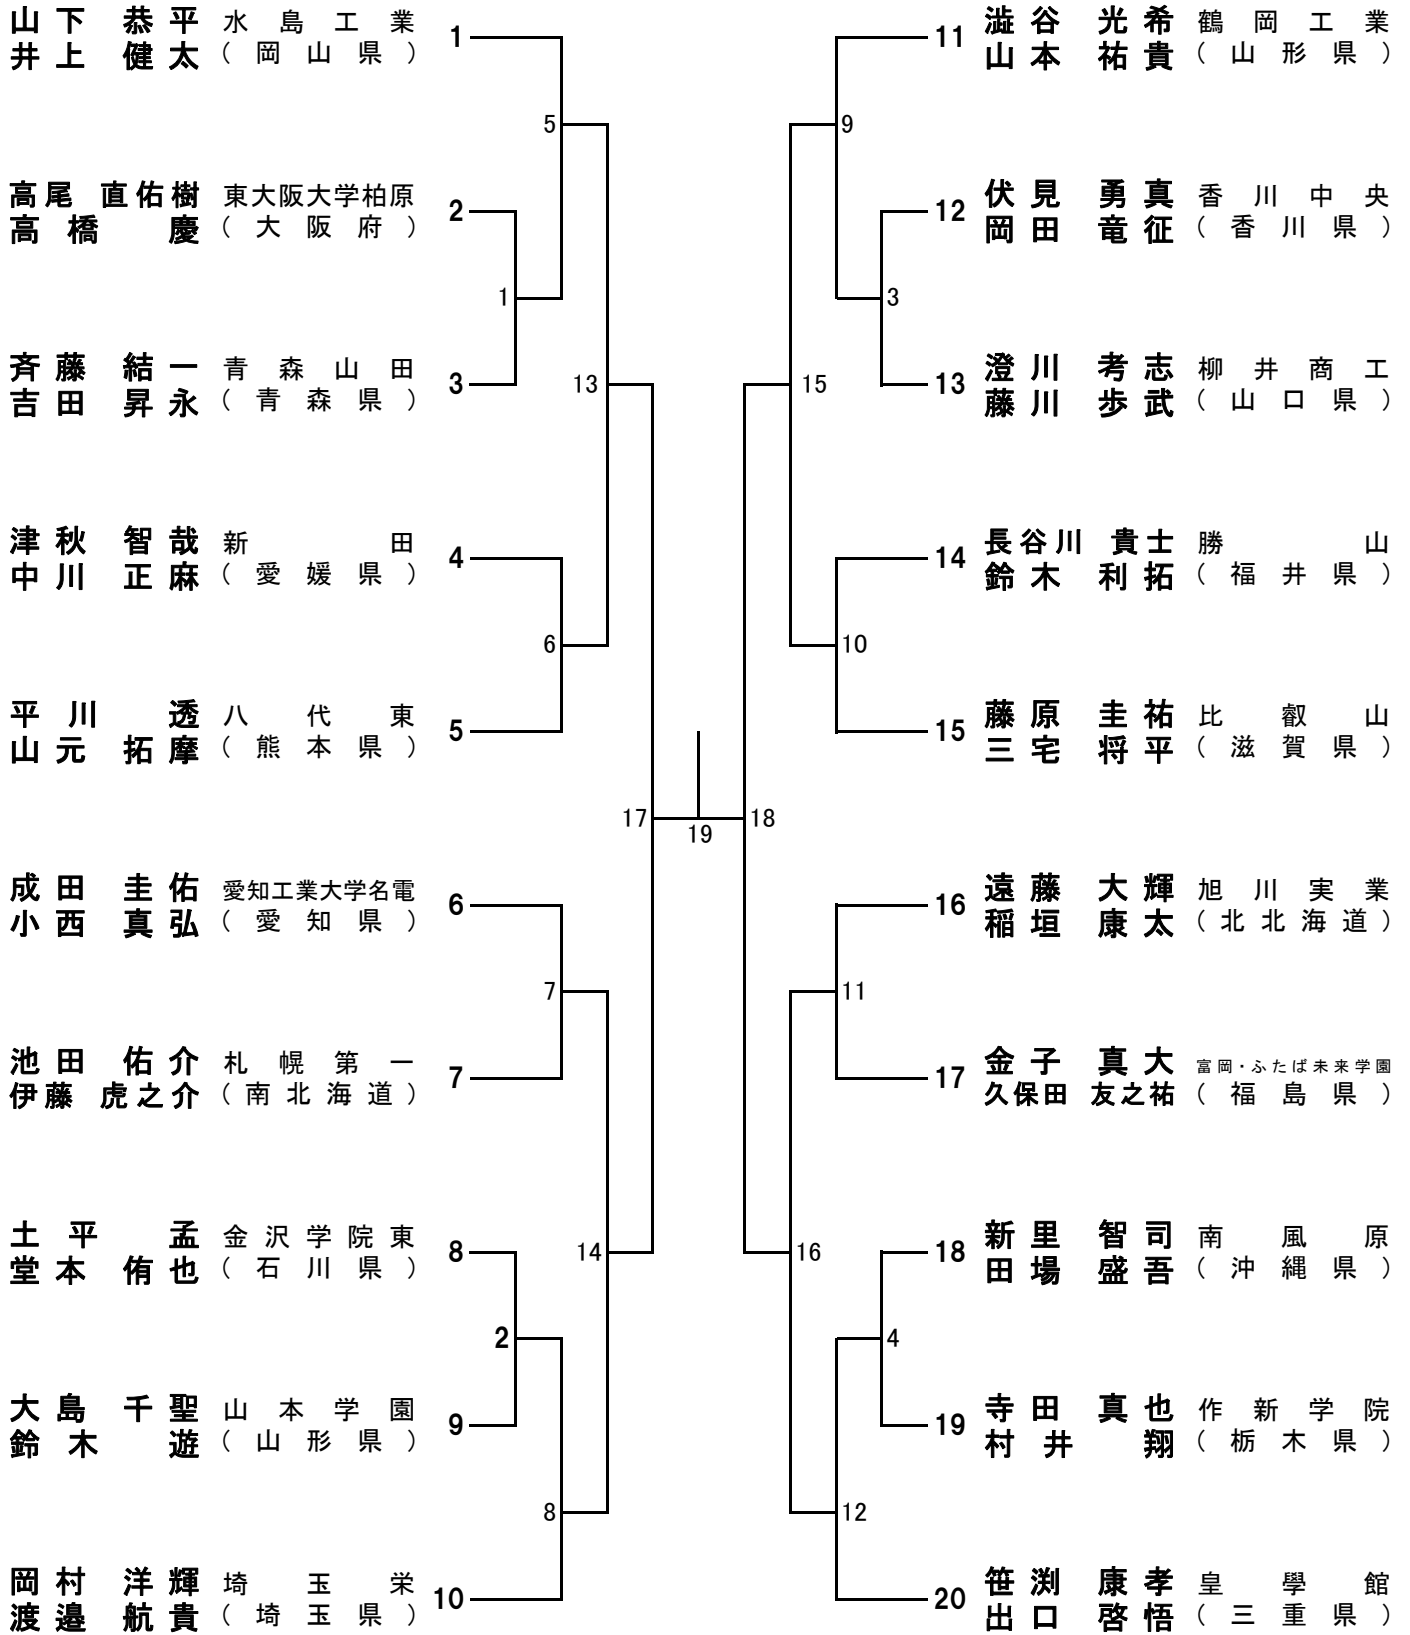 山下 恭平 水島工業
井上 健太 (岡山県) 1
高尾 直佑樹 東大阪大学柏原
高橋 慶 (大阪府) 2
斉藤 結一 青森山田
吉田 昇永 (青森県) 3
津秋 智哉 新田
中川 正麻 (愛媛県) 4
平川 透 八代東
山元 拓摩 (熊本県) 5
成田 圭佑 愛知工業大学名電
小西 真弘 (愛知県) 6
池田 佑介 札幌第一
伊藤 虎之介 (南北海道) 7
土平 孟 金沢学院東
堂本 侑也 (石川県) 8
大島 千聖 山本学園
鈴木 遊 (山形県) 9
岡村 洋輝 埼玉栄
渡邉 航貴 (埼玉県) 10
5
1
13
6
17
7
14
2
8
19
9
3
15
10
18
11
16
4
12
11 澁谷 光希 鶴岡工業
山本 祐貴 (山形県)
12 伏見 勇真 香川中央
岡田 竜征 (香川県)
13 澄川 考志 柳井商工
藤川 歩武 (山口県)
14 長谷川 貴士 勝山
鈴木 利拓 (福井県)
15 藤原 圭祐 比叡山
三宅 将平 (滋賀県)
16 遠藤 大輝 旭川実業
稲垣 康太 (北北海道)
17 金子 真大 富岡・ふたば未来学園
久保田 友之祐 (福島県)
18 新里 智司 南風原
田場 盛吾 (沖縄県)
19 寺田 真也 作新学院
村井 翔 (栃木県)
20 笹渕 康孝 皇學館
出口 啓悟 (三重県)